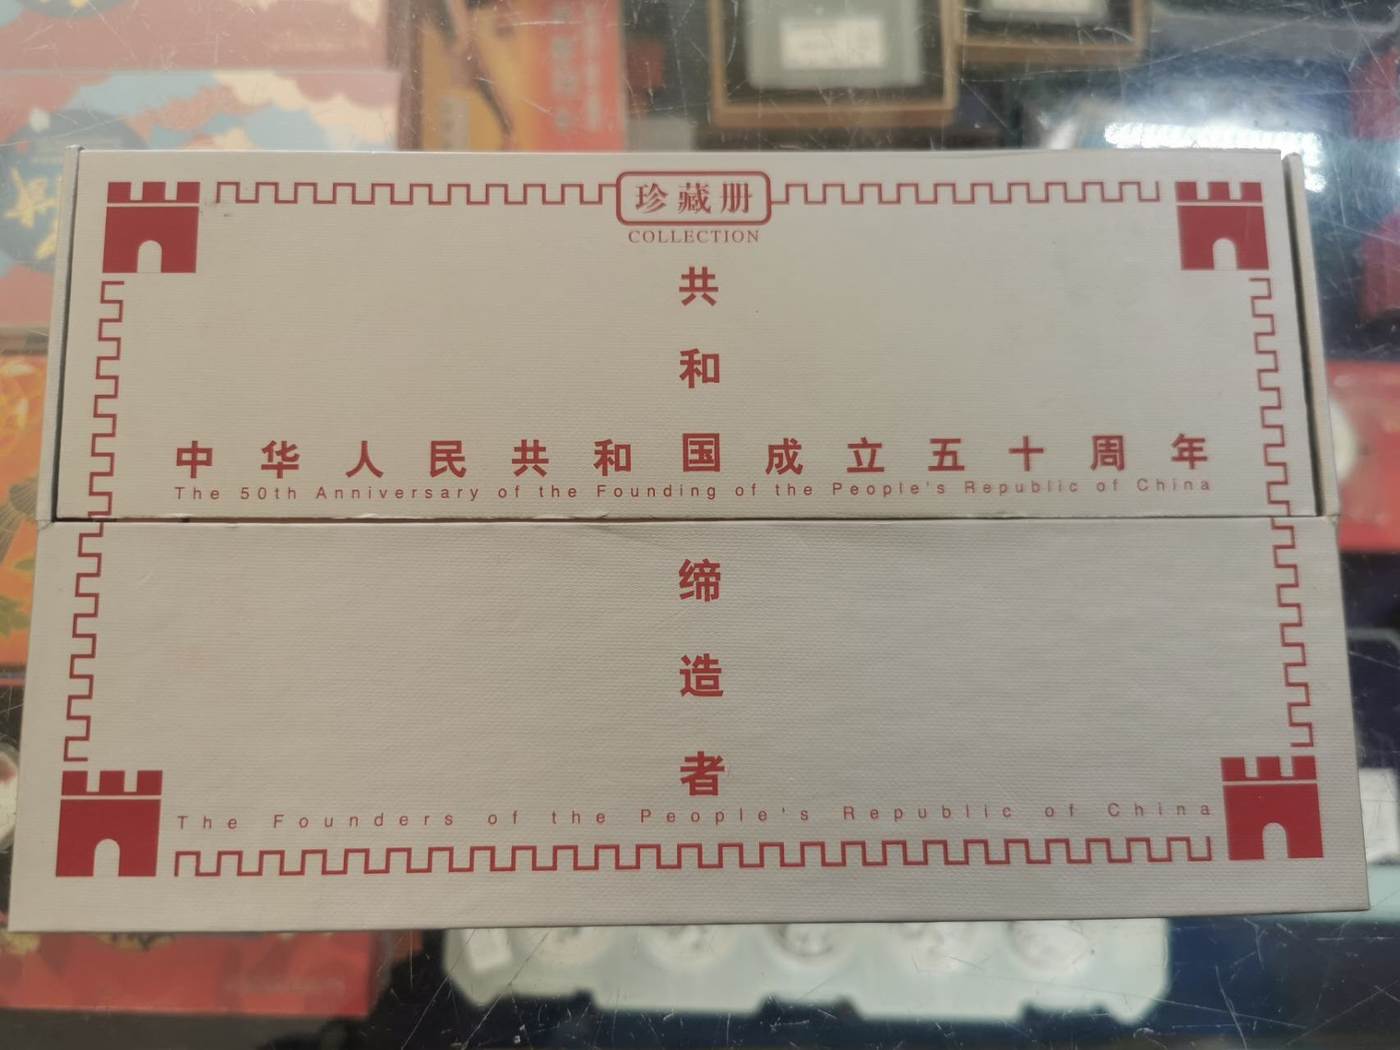 珍藏册
COLLECTION
共和国缔造者
中华人民共和国成立五十周年
The 50th Anniversary of the Founding of the People's Republic of China
The Founders of the People's Republic of China